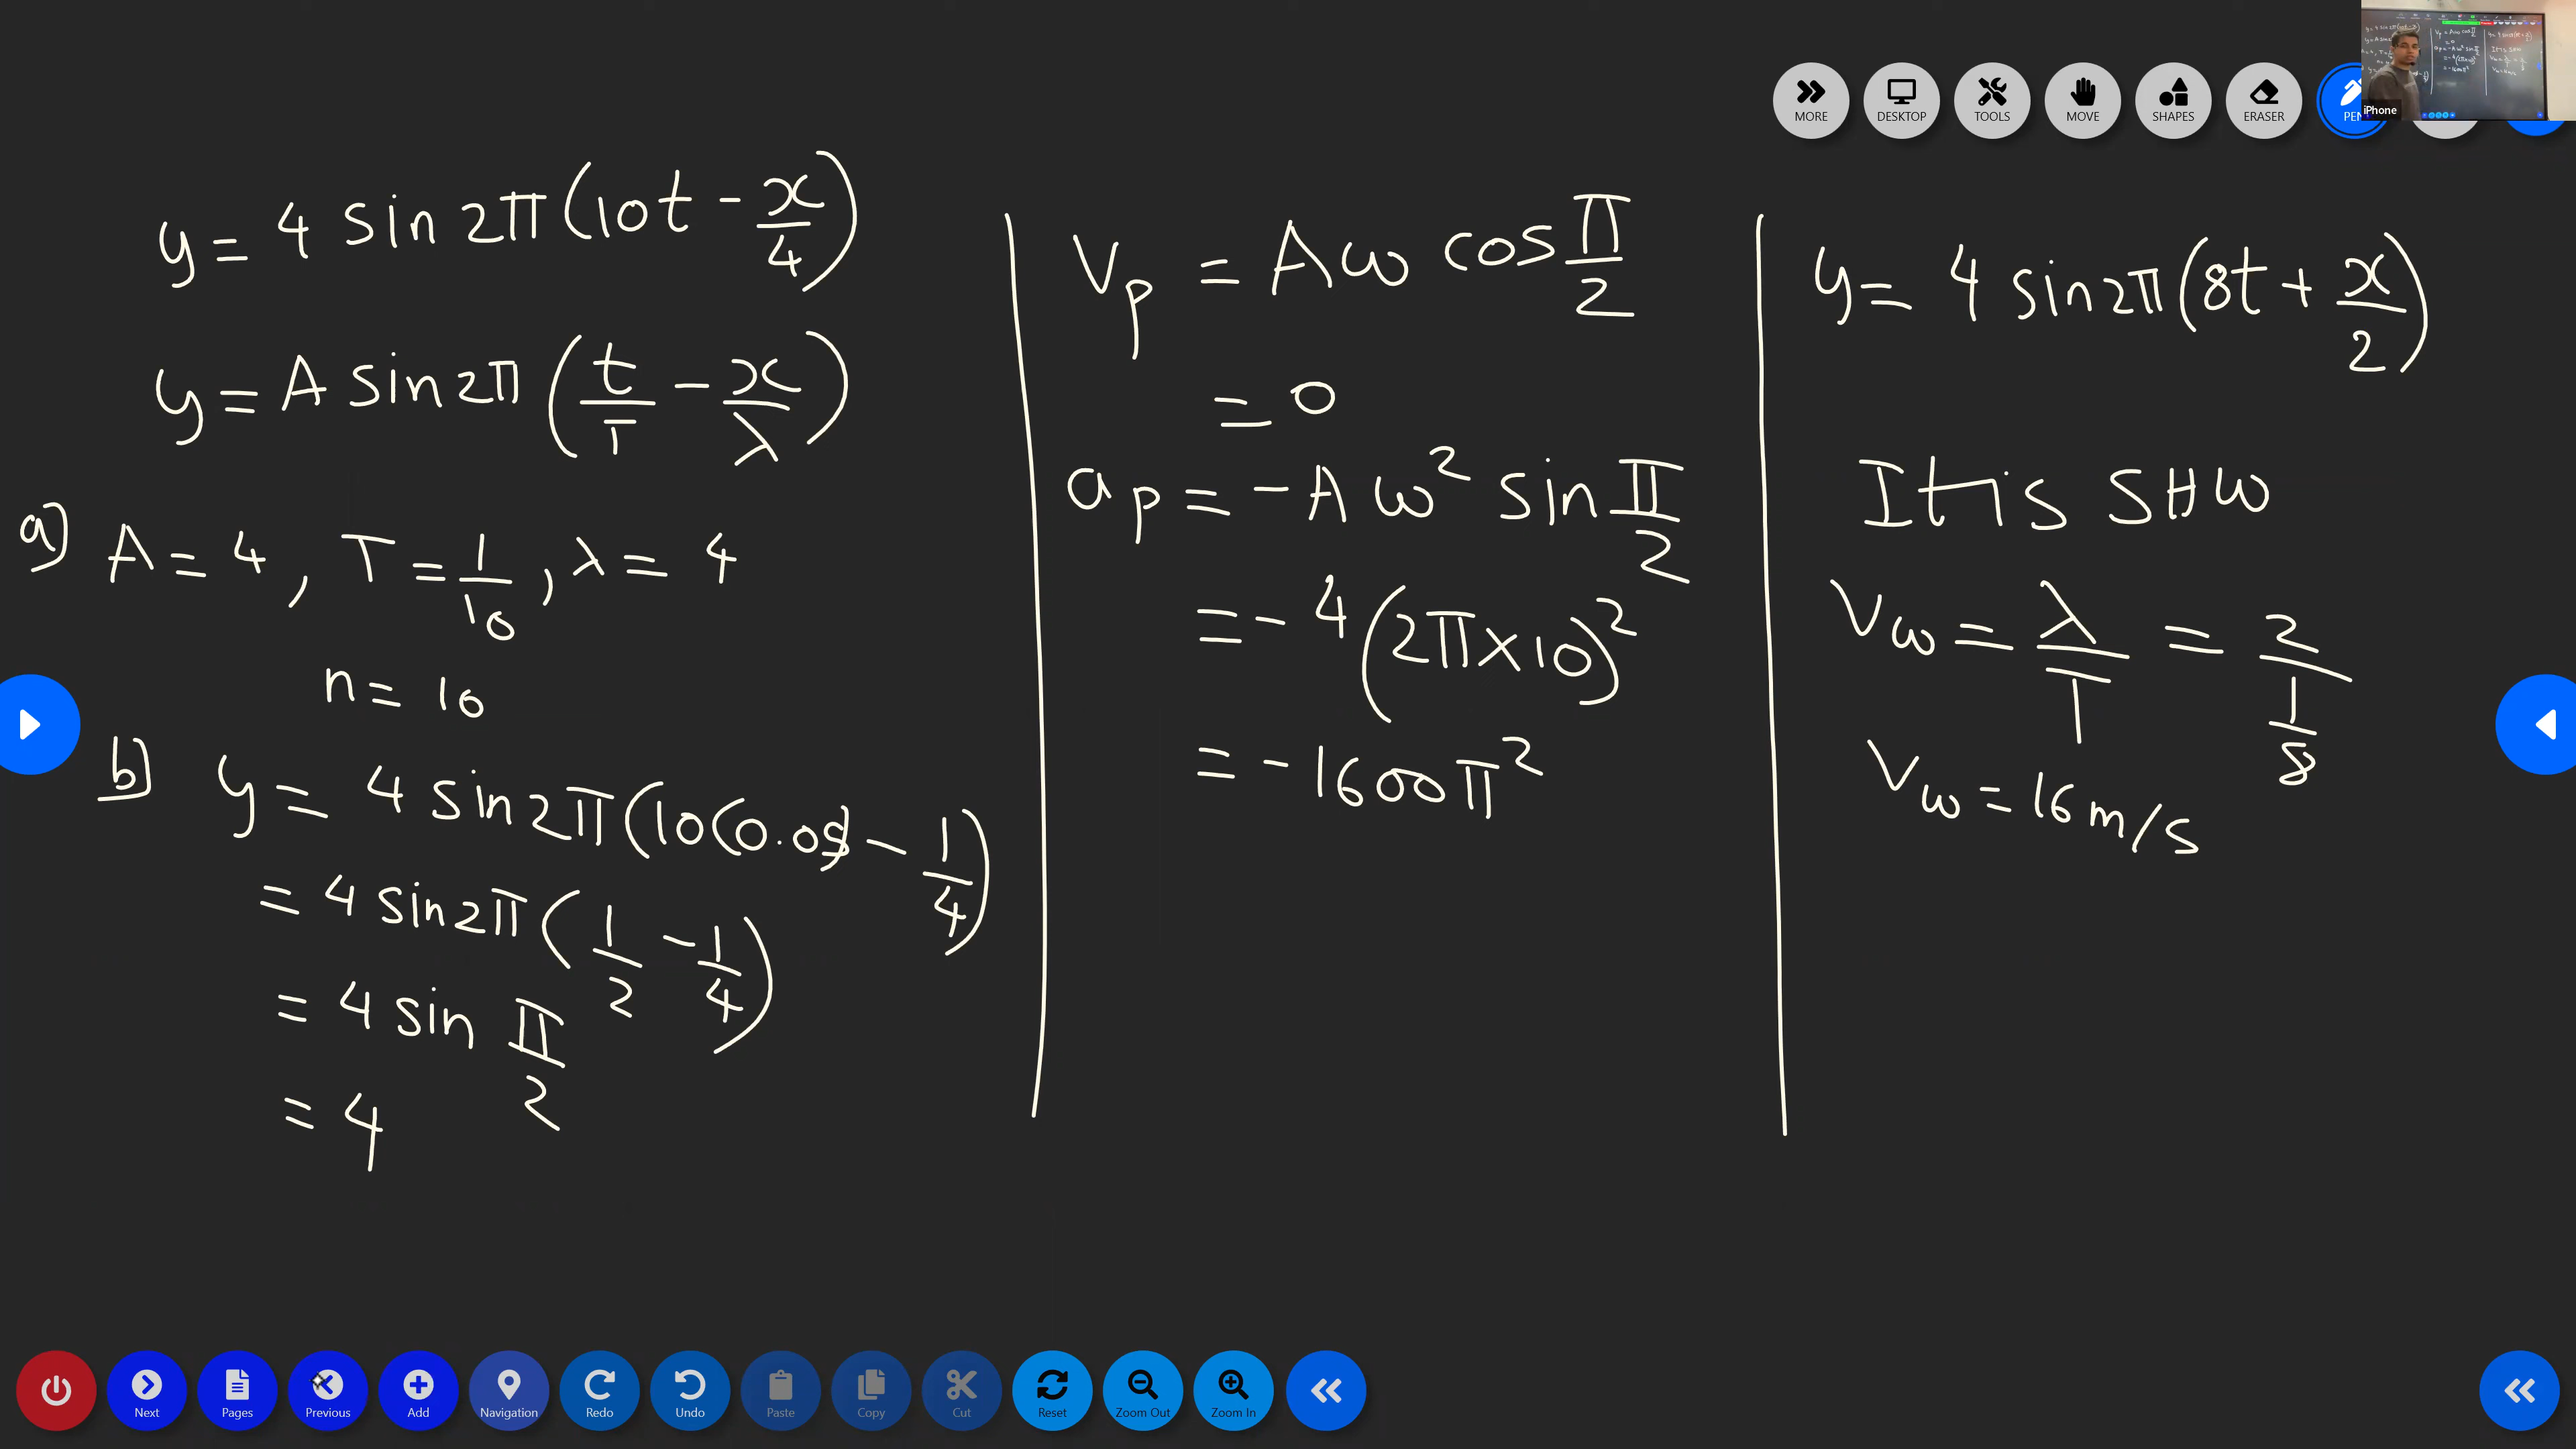 MORE DESKTOP TOOLS MOVE SHAPES ERASER PEN
iPhone
y = 4 sin 2π (10t - x/4)
y = A sin 2π (t/T - x/λ)
a) A = 4, T = 1/10, λ = 4
n = 10
b) y = 4 sin 2π (10(0.05) - 1/4)
= 4 sin 2π (1/2 - 1/4)
= 4 sin π/2
= 4
Vp = Aω cos π/2
= 0
ap = -Aω² sin π/2
= -4 (2π×10)²
= -1600π²
y = 4 sin 2π (8t + x/2)
It is SHW
Vω = λ/T = 2/(1/8)
Vω = 16 m/s
Next Pages Previous Add Navigation Redo Undo Paste Copy Cut Reset Zoom Out Zoom In